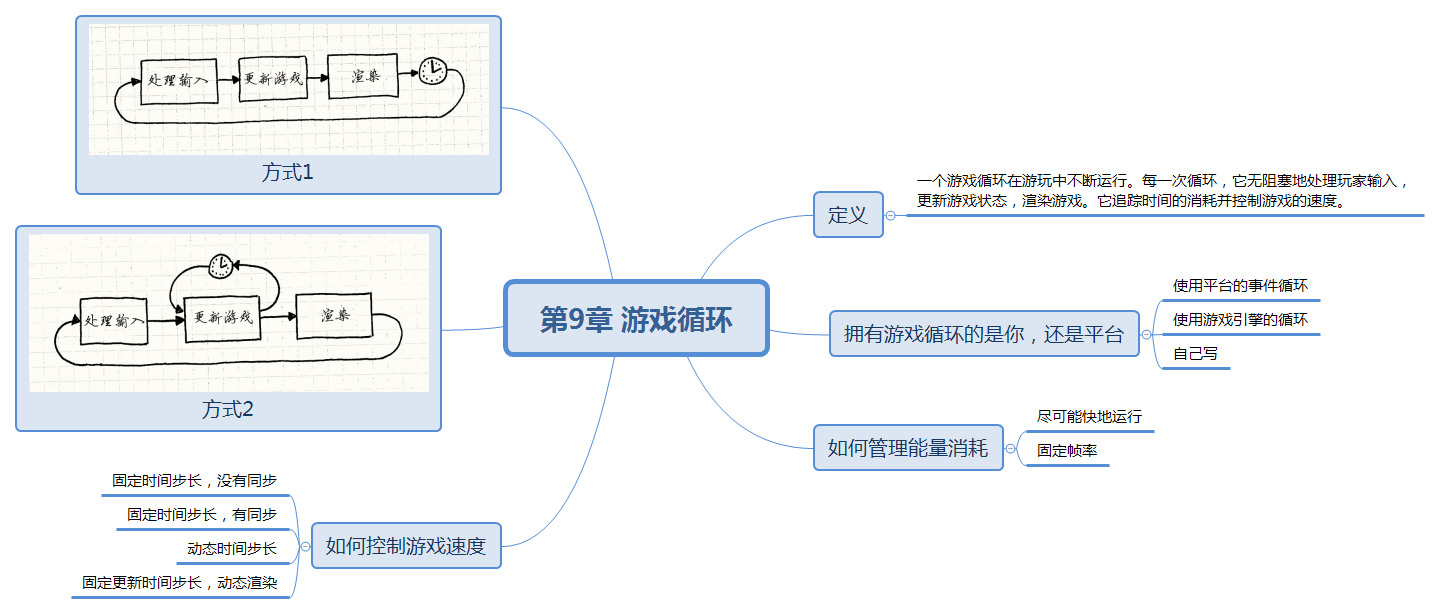 处理输入
更新游戏
渲染
方式1
处理输入
更新游戏
渲染
方式2
第9章 游戏循环
定义
一个游戏循环在游玩中不断运行。每一次循环，它无阻塞地处理玩家输入，
更新游戏状态，渲染游戏。它追踪时间的消耗并控制游戏的速度。
拥有游戏循环的是你，还是平台
使用平台的事件循环
使用游戏引擎的循环
自己写
如何管理能量消耗
尽可能快地运行
固定帧率
如何控制游戏速度
固定时间步长，没有同步
固定时间步长，有同步
动态时间步长
固定更新时间步长，动态渲染